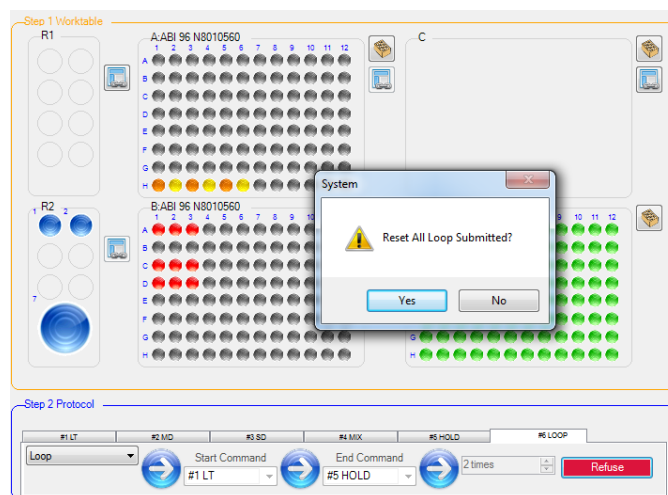 Step 1 Worktable
R1
A:ABI 96 N8010560
C
1 2 3 4 5 6 7 8 9 10 11 12
A
B
C
D
E
F
G
H
System
Reset All Loop Submitted?
Yes No
R2
B:ABI 96 N8010560
1 2
1 2 3 4 5 6 7 8 9 10
9 10 11 12
A
B
C
D
E
7
F
G
G
H
H
Step 2 Protocol
#1 LT #2 MD #3 SD #4 MIX #5 HOLD #6 LOOP
Loop
Start Command
#1 LT
End Command
#5 HOLD
2 times
Refuse